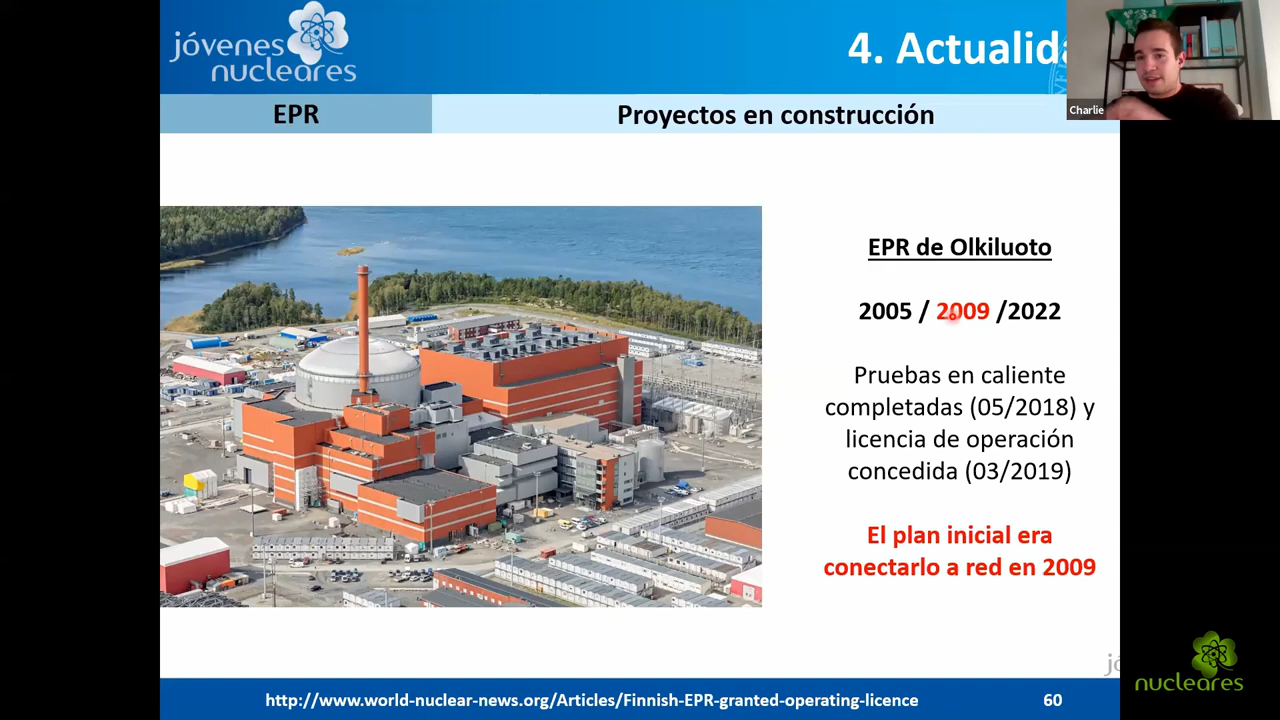 jóvenes
nucleares
4. Actualida
Charlie
EPR
Proyectos en construcción
EPR de Olkiluoto
2005 / 2009 /2022
Pruebas en caliente
completadas (05/2018) y
licencia de operación
concedida (03/2019)
El plan inicial era
conectarlo a red en 2009
jó
nucleares
http://www.world-nuclear-news.org/Articles/Finnish-EPR-granted-operating-licence
60